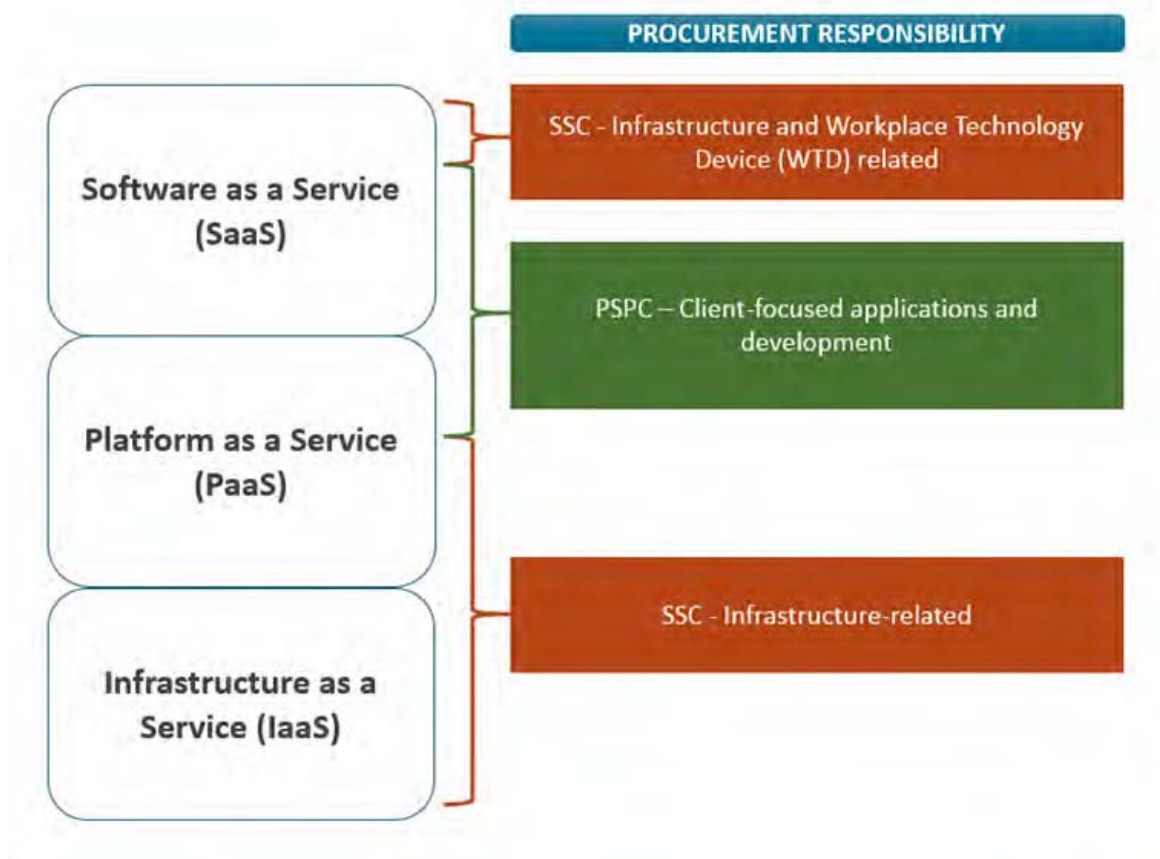 PROCUREMENT RESPONSIBILITY
SSC - Infrastructure and Workplace Technology
Device (WTD) related
Software as a Service
(SaaS)
PSPC – Client-focused applications and
development
Platform as a Service
(PaaS)
SSC - Infrastructure-related
Infrastructure as a
Service (IaaS)